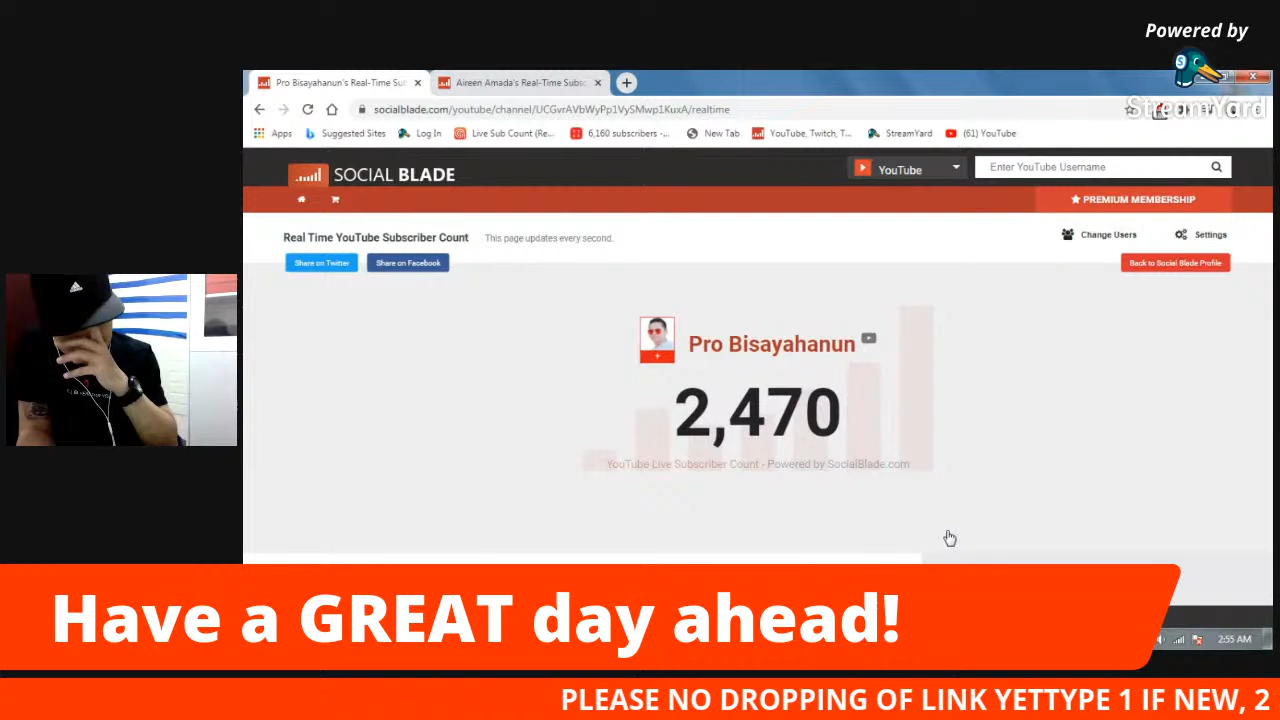 Powered by
StreamYard
Pro Bisayahanun's Real-Time Sub
Aireen Amada's Real-Time Subsc
socialblade.com/youtube/channel/UCGvrAVbWyPp1VySMwp1KuxA/realtime
Apps Suggested Sites Log In Live Sub Count (Re... 6,160 subscribers -... New Tab YouTube, Twitch, T... StreamYard (61) YouTube
SOCIAL BLADE
YouTube
Enter YouTube Username
PREMIUM MEMBERSHIP
Real Time YouTube Subscriber Count
This page updates every second.
Change Users
Settings
Share on Twitter
Share on Facebook
Back to Social Blade Profile
Pro Bisayahanun
2,470
YouTube Live Subscriber Count - Powered by SocialBlade.com
Have a GREAT day ahead!
2:55 AM
PLEASE NO DROPPING OF LINK YETTYPE 1 IF NEW, 2